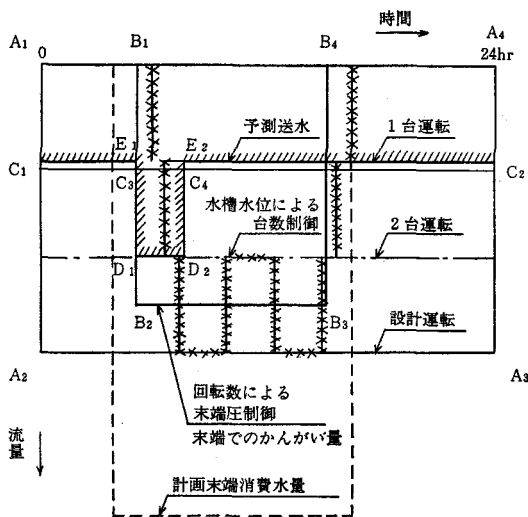 時間
A1
B1
B4
A4
0
24hr
予測送水
1台運転
E1
E2
C1
C3
C4
C2
水槽水位による
台数制御
2台運転
D1
D2
設計運転
B2
B3
A2
A3
回転数による
末端圧制御
末端でのかんがい量
流量
計画末端消費水量